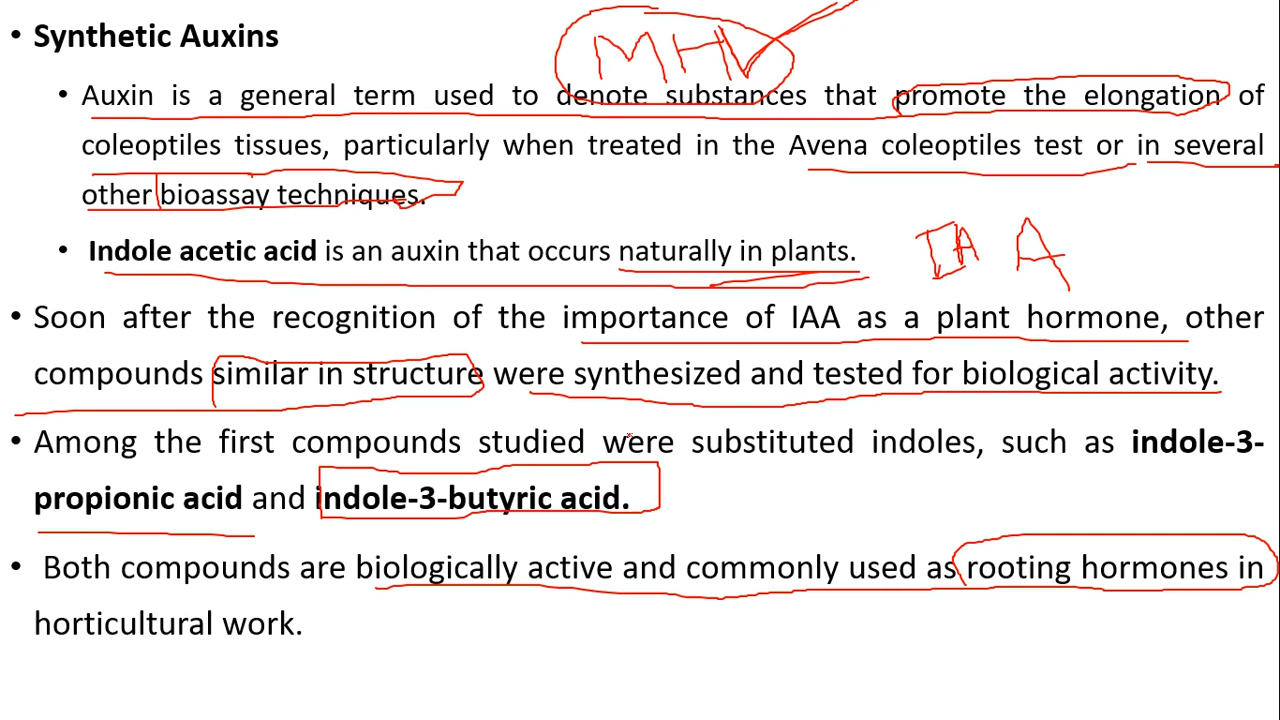 • Synthetic Auxins
MHV
• Auxin is a general term used to denote substances that promote the elongation of
coleoptiles tissues, particularly when treated in the Avena coleoptiles test or in several
other bioassay techniques.
• Indole acetic acid is an auxin that occurs naturally in plants.
IAA
• Soon after the recognition of the importance of IAA as a plant hormone, other
compounds similar in structure were synthesized and tested for biological activity.
• Among the first compounds studied were substituted indoles, such as indole-3-
propionic acid and indole-3-butyric acid.
• Both compounds are biologically active and commonly used as rooting hormones in
horticultural work.